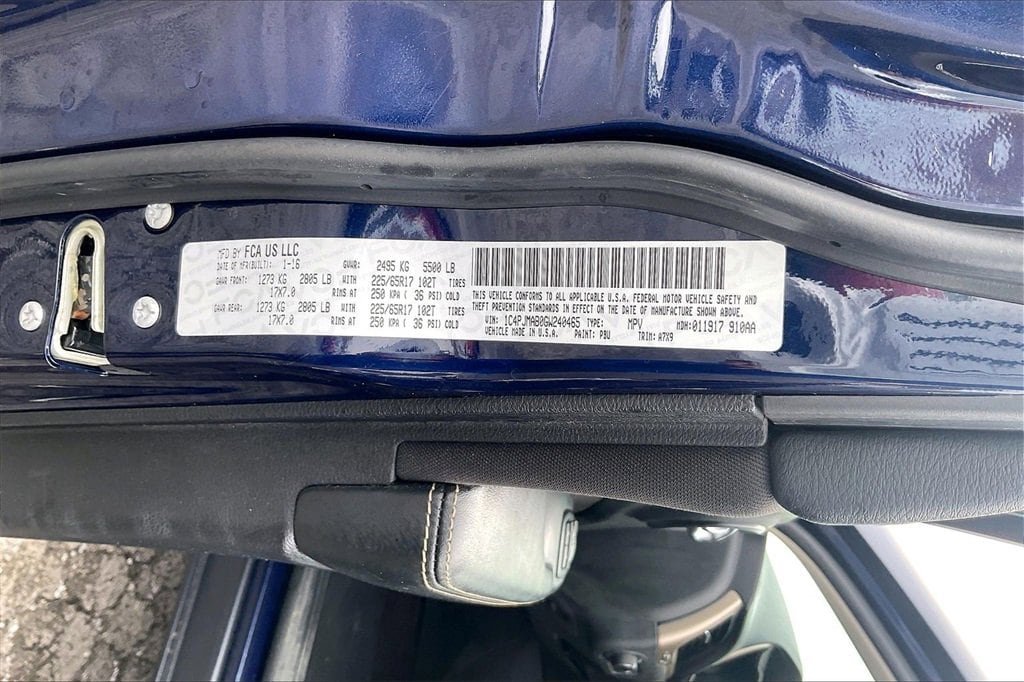 MFD BY FCA US LLC
DATE OF MFR(BUILT): 1-16 GVWR: 2495 KG 5500 LB
GAWR FRONT: 1273 KG 2805 LB WITH 225/65R17 102T TIRES
17X7.0 RIMS AT 250 KPA ( 36 PSI) COLD
GAWR REAR: 1273 KG 2805 LB WITH 225/65R17 102T TIRES
17X7.0 RIMS AT 250 KPA ( 36 PSI) COLD
THIS VEHICLE CONFORMS TO ALL APPLICABLE U.S.A. FEDERAL MOTOR VEHICLE SAFETY AND
THEFT PREVENTION STANDARDS IN EFFECT ON THE DATE OF MANUFACTURE SHOWN ABOVE.
VIN: 1C4PJMAB0GW240465 TYPE: MPV MDH: 011917 910AA
VEHICLE MADE IN U.S.A. PAINT: PBU TRIM: A7X9